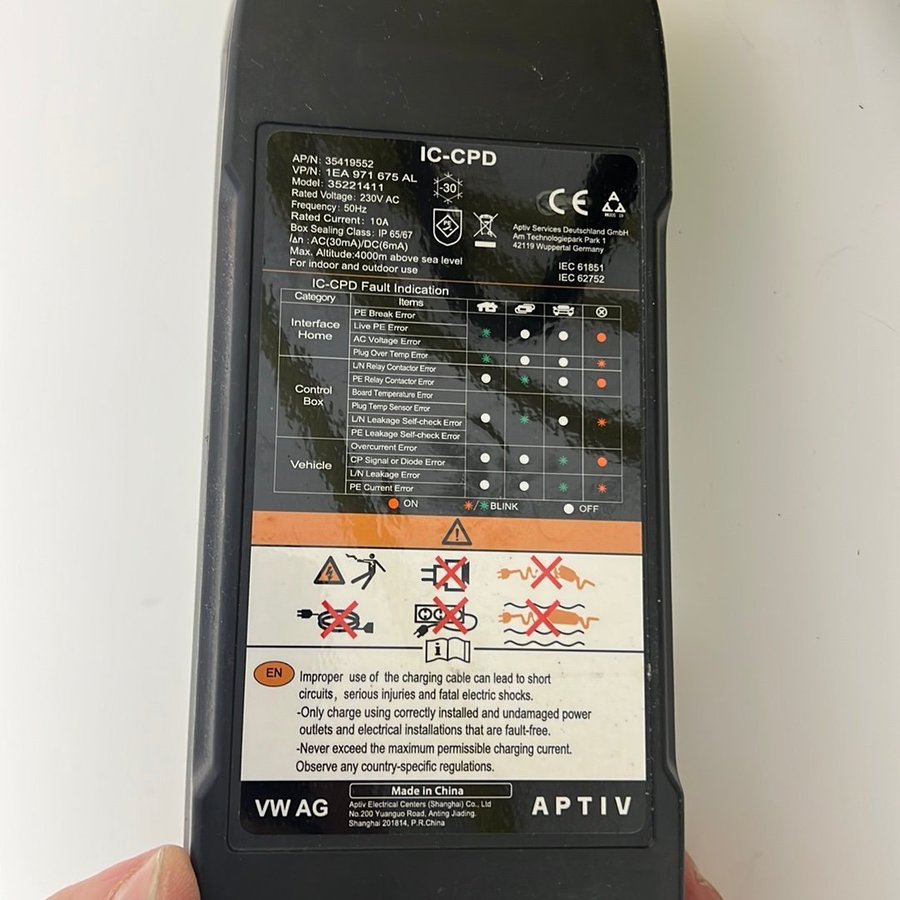 IC-CPD
AP/N: 35419552
VP/N: 1EA 971 675 AL
Model: 35221411
Rated Voltage: 230V AC
Frequency: 50Hz
Rated Current: 10A
Box Sealing Class: IP 65/67
I∆n :AC(30mA)/DC(6mA)
Max. Altitude:4000m above sea level
For indoor and outdoor use
-30
PE
CE
Aptiv Services Deutschland GmbH
Am Technologiepark Park 1
42119 Wuppertal Germany
IEC 61851
IEC 62752
IC-CPD Fault Indication
Category
Items
Interface
Home
PE Break Error
Live PE Error
AC Voltage Error
Plug Over Temp Error
Control
Box
L/N Relay Contactor Error
PE Relay Contactor Error
Board Temperature Error
Plug Temp Sensor Error
L/N Leakage Self-check Error
PE Leakage Self-check Error
Vehicle
Overcurrent Error
CP Signal or Diode Error
L/N Leakage Error
PE Current Error
ON
/ BLINK
OFF
i
EN
Improper use of the charging cable can lead to short
circuits, serious injuries and fatal electric shocks.
-Only charge using correctly installed and undamaged power
outlets and electrical installations that are fault-free.
-Never exceed the maximum permissible charging current.
Observe any country-specific regulations.
Made in China
VW AG
Aptiv Electrical Centers (Shanghai) Co., Ltd
No.200 Yuanguo Road, Anting Jiading.
Shanghai 201814, P.R.China
APTIV